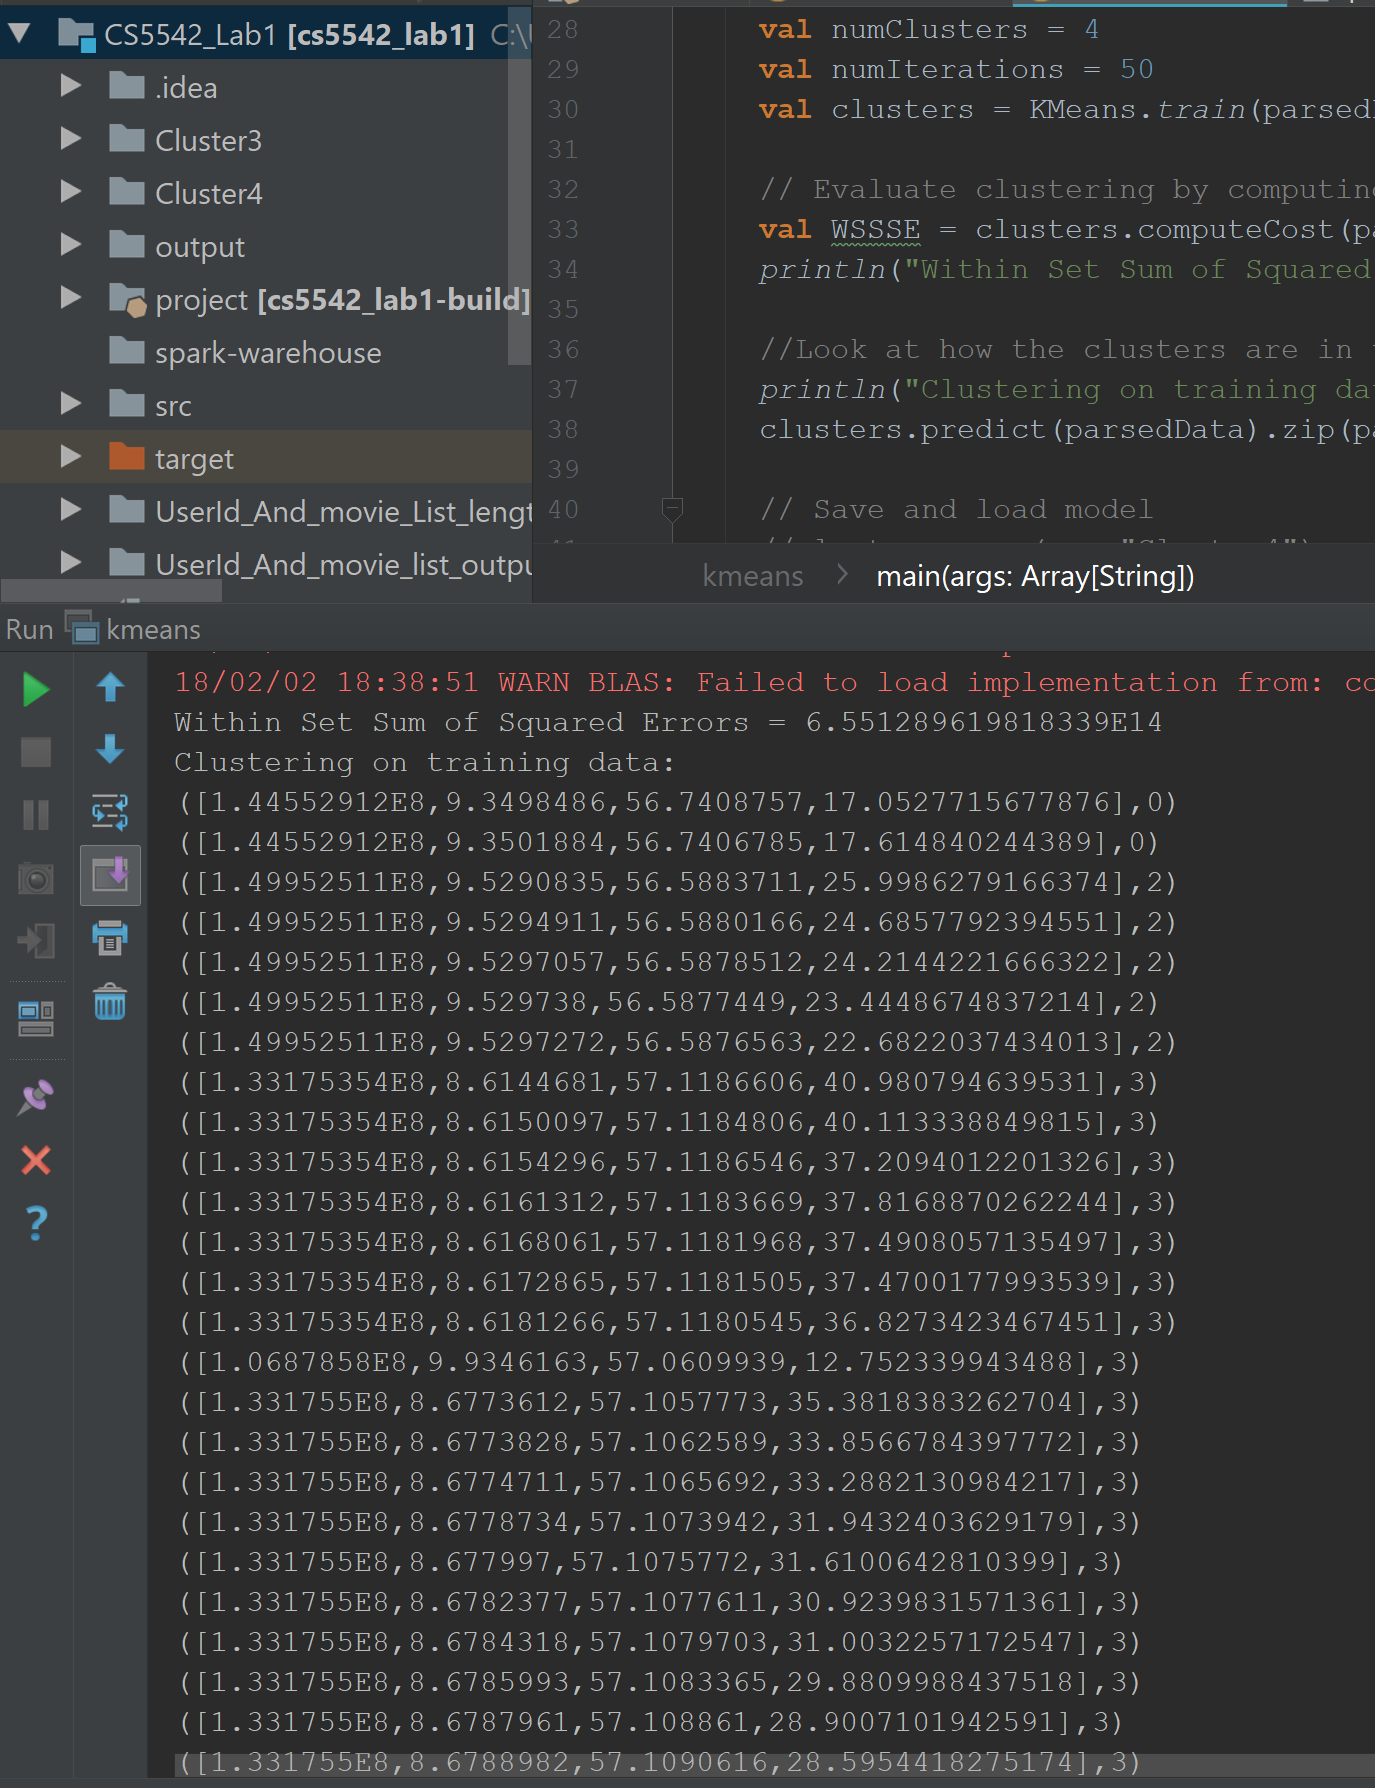 CS5542_Lab1 [cs5542_lab1] C:\
.idea
Cluster3
Cluster4
output
project [cs5542_lab1-build]
spark-warehouse
src
target
UserId_And_movie_List_lengt
UserId_And_movie_list_outpu
28 val numClusters = 4
29 val numIterations = 50
30 val clusters = KMeans.train(parsed
31
32 // Evaluate clustering by computing
33 val WSSSE = clusters.computeCost(pa
34 println("Within Set Sum of Squared
35
36 //Look at how the clusters are in
37 println("Clustering on training da
38 clusters.predict(parsedData).zip(pa
39
40 // Save and load model
kmeans > main(args: Array[String])
Run kmeans
18/02/02 18:38:51 WARN BLAS: Failed to load implementation from: co
Within Set Sum of Squared Errors = 6.551289619818339E14
Clustering on training data:
([1.44552912E8,9.3498486,56.7408757,17.0527715677876],0)
([1.44552912E8,9.3501884,56.7406785,17.614840244389],0)
([1.49952511E8,9.5290835,56.5883711,25.9986279166374],2)
([1.49952511E8,9.5294911,56.5880166,24.6857792394551],2)
([1.49952511E8,9.5297057,56.5878512,24.2144221666322],2)
([1.49952511E8,9.529738,56.5877449,23.4448674837214],2)
([1.49952511E8,9.5297272,56.5876563,22.6822037434013],2)
([1.33175354E8,8.6144681,57.1186606,40.980794639531],3)
([1.33175354E8,8.6150097,57.1184806,40.113338849815],3)
([1.33175354E8,8.6154296,57.1186546,37.2094012201326],3)
([1.33175354E8,8.6161312,57.1183669,37.8168870262244],3)
([1.33175354E8,8.6168061,57.1181968,37.4908057135497],3)
([1.33175354E8,8.6172865,57.1181505,37.4700177993539],3)
([1.33175354E8,8.6181266,57.1180545,36.8273423467451],3)
([1.0687858E8,9.9346163,57.0609939,12.752339943488],3)
([1.331755E8,8.6773612,57.1057773,35.3818383262704],3)
([1.331755E8,8.6773828,57.1062589,33.8566784397772],3)
([1.331755E8,8.6774711,57.1065692,33.2882130984217],3)
([1.331755E8,8.6778734,57.1073942,31.9432403629179],3)
([1.331755E8,8.677997,57.1075772,31.6100642810399],3)
([1.331755E8,8.6782377,57.1077611,30.9239831571361],3)
([1.331755E8,8.6784318,57.1079703,31.0032257172547],3)
([1.331755E8,8.6785993,57.1083365,29.8809988437518],3)
([1.331755E8,8.6787961,57.108861,28.9007101942591],3)
([1.331755E8,8.6788982,57.1090616,28.5954418275174],3)